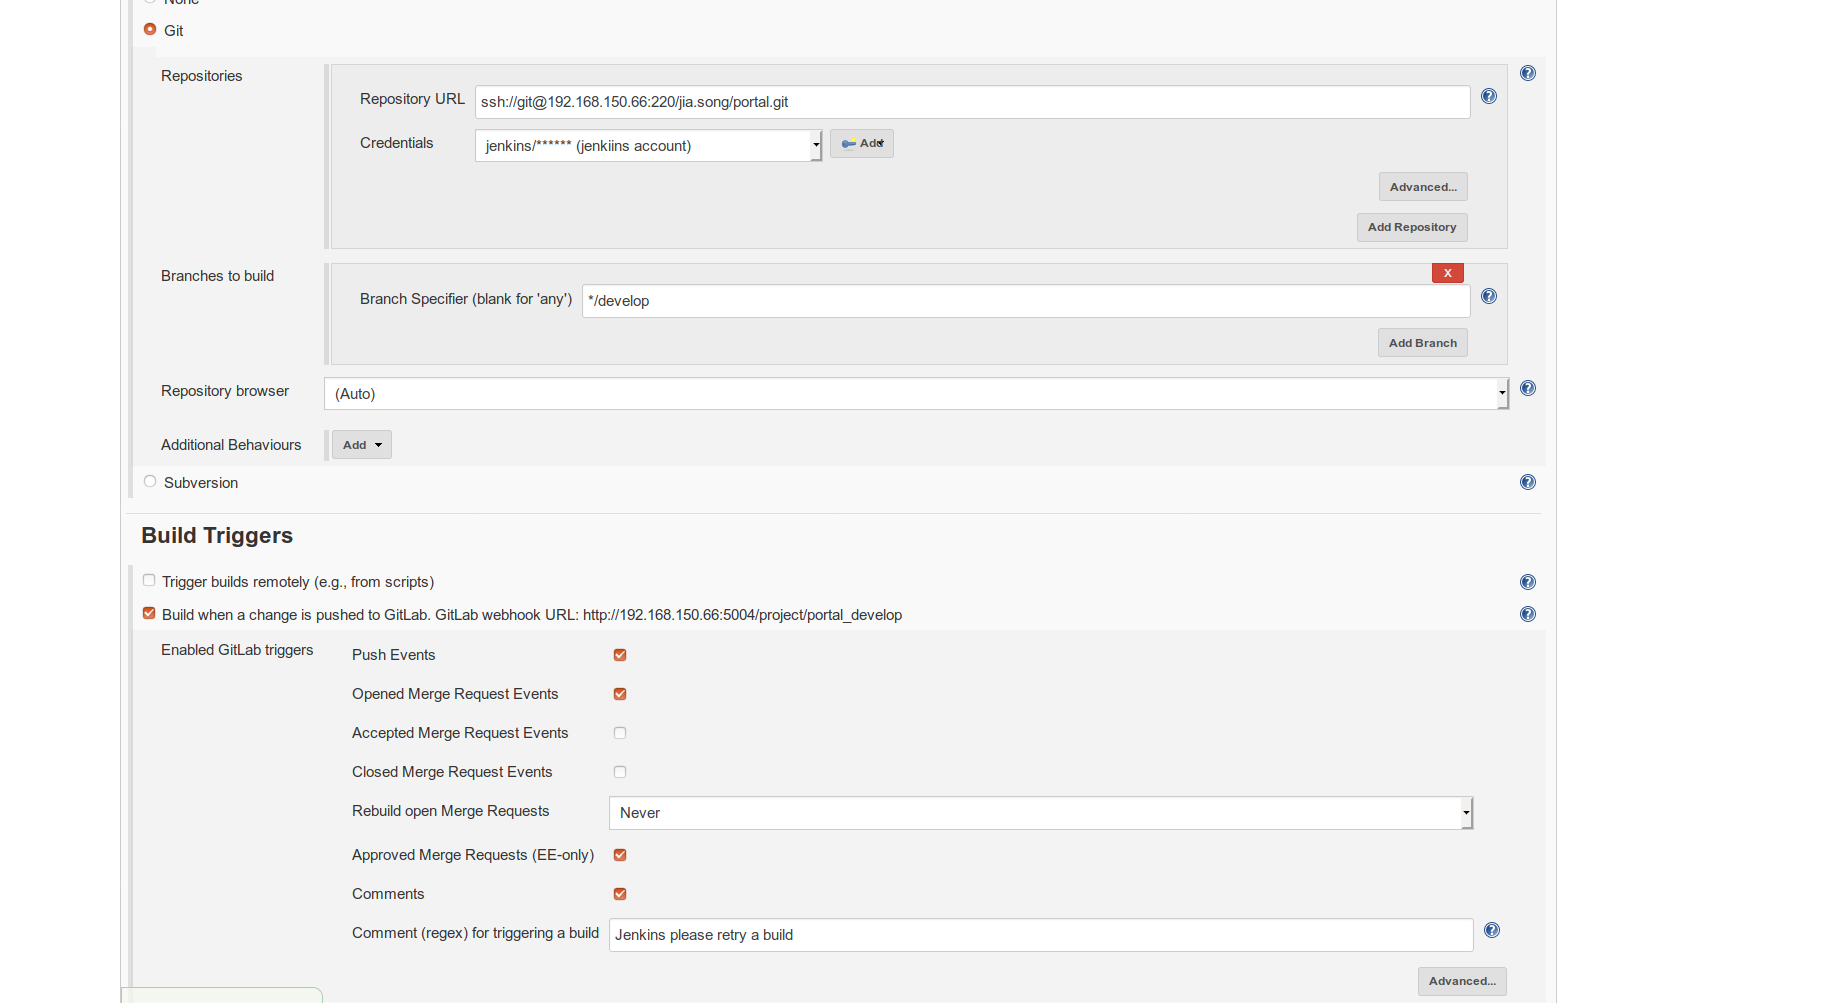 None
Git
Repositories
Repository URL ssh://git@192.168.150.66:220/jia.song/portal.git
Credentials jenkins/****** (jenkiins account) Add
Advanced...
Add Repository
Branches to build
X
Branch Specifier (blank for 'any') */develop
Add Branch
Repository browser (Auto)
Additional Behaviours Add
Subversion
Build Triggers
Trigger builds remotely (e.g., from scripts)
Build when a change is pushed to GitLab. GitLab webhook URL: http://192.168.150.66:5004/project/portal_develop
Enabled GitLab triggers Push Events
Opened Merge Request Events
Accepted Merge Request Events
Closed Merge Request Events
Rebuild open Merge Requests Never
Approved Merge Requests (EE-only)
Comments
Comment (regex) for triggering a build Jenkins please retry a build
Advanced...